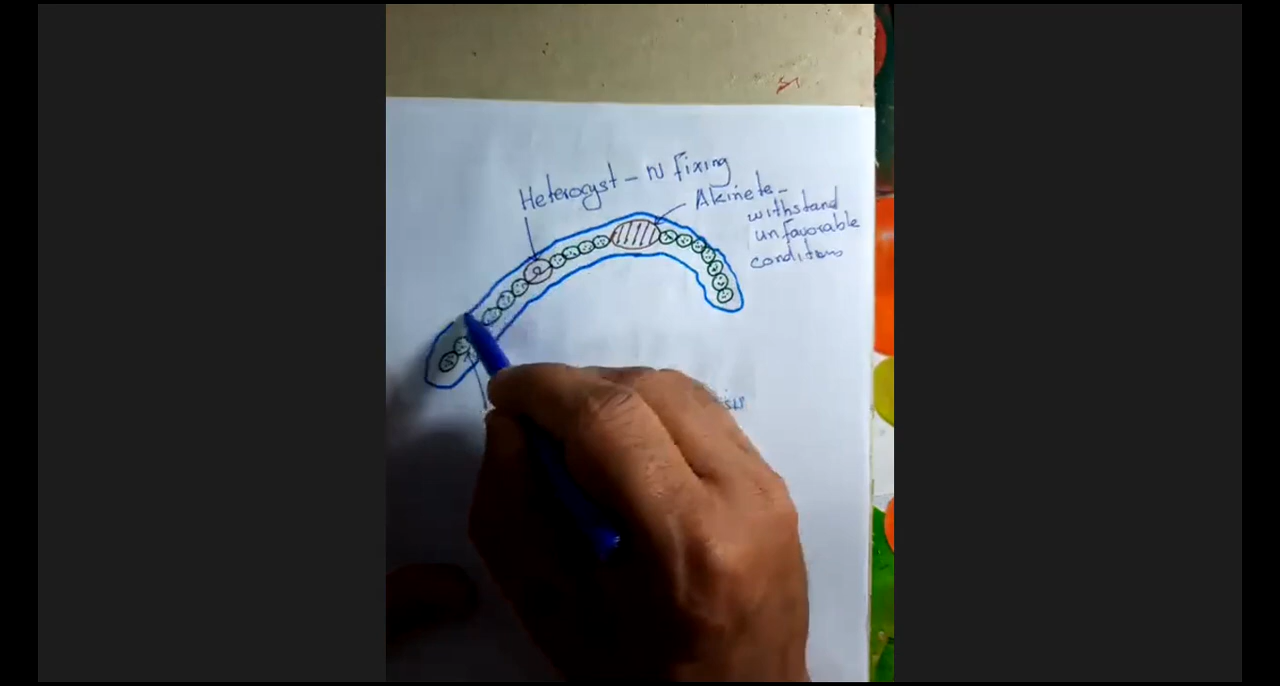 Heterocyst - N fixing
Akinete -
withstand
unfavorable
conditions